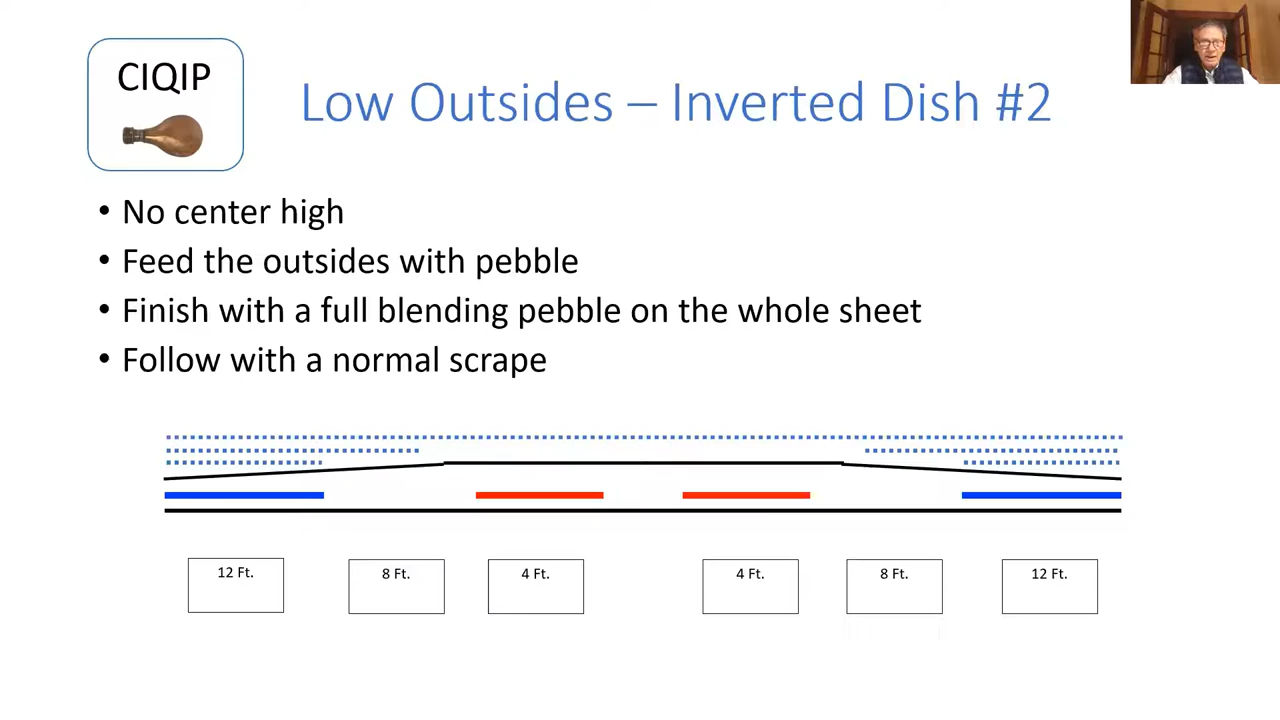 CIQIP
Low Outsides – Inverted Dish #2
• No center high
• Feed the outsides with pebble
• Finish with a full blending pebble on the whole sheet
• Follow with a normal scrape
12 Ft.
8 Ft.
4 Ft.
4 Ft.
8 Ft.
12 Ft.